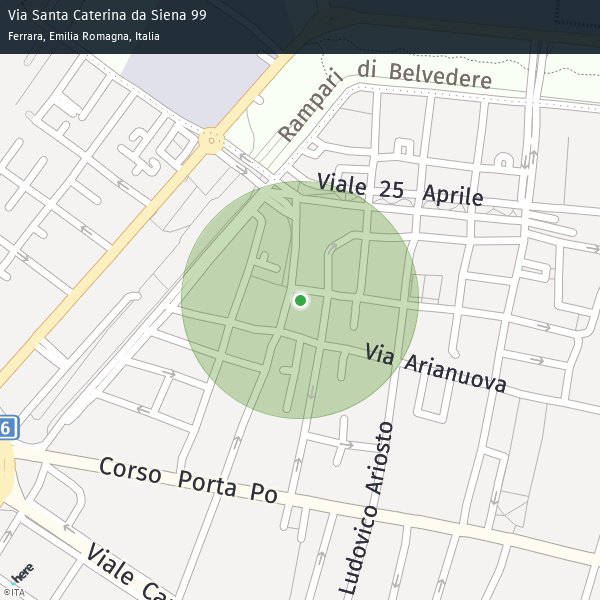 Via Santa Caterina da Siena 99
Ferrara, Emilia Romagna, Italia
di Belvedere
Rampari
Viale 25 Aprile
Via Arianuova
6
Corso Porta Po
Ludovico Ariosto
Viale Ca
here
©ITA